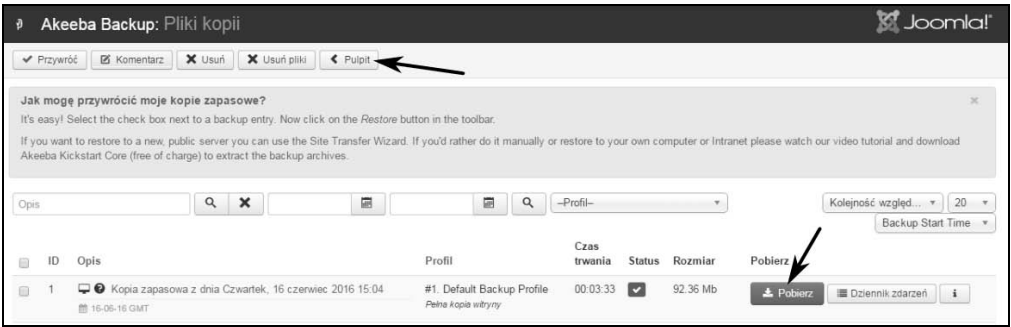 Akeeba Backup: Pliki kopii
Joomla!
Przywróć Komentarz Usuń Usuń pliki Pulpit
Jak mogę przywrócić moje kopie zapasowe?
It's easy! Select the check box next to a backup entry. Now click on the Restore button in the toolbar.
If you want to restore to a new, public server you can use the Site Transfer Wizard. If you'd rather do it manually or restore to your own computer or Intranet please watch our video tutorial and download
Akeeba Kickstart Core (free of charge) to extract the backup archives.
Opis –Profil– Kolejność względ... 20
Backup Start Time
ID Opis Profil Czas trwania Status Rozmiar Pobierz
1 Kopia zapasowa z dnia Czwartek, 16 czerwiec 2016 15:04 #1. Default Backup Profile 00:03:33 92.36 Mb Pobierz Dziennik zdarzeń i
16-06-16 GMT Pełna kopia witryny